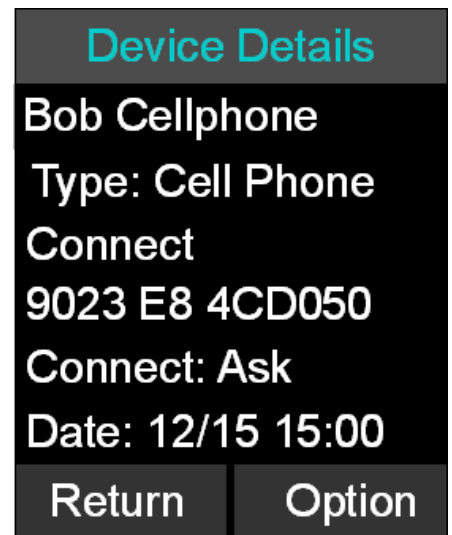 Device Details
Bob Cellphone
Type: Cell Phone
Connect
9023 E8 4CD050
Connect: Ask
Date: 12/15 15:00
Return Option